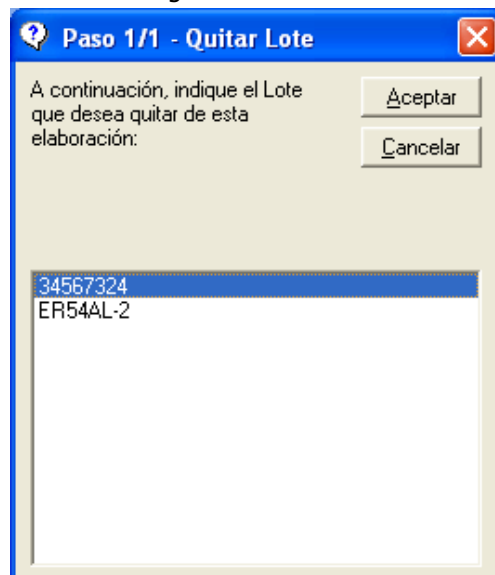 Paso 1/1 - Quitar Lote
A continuación, indique el Lote
que desea quitar de esta
elaboración:
Aceptar
Cancelar
34567324
ER54AL-2